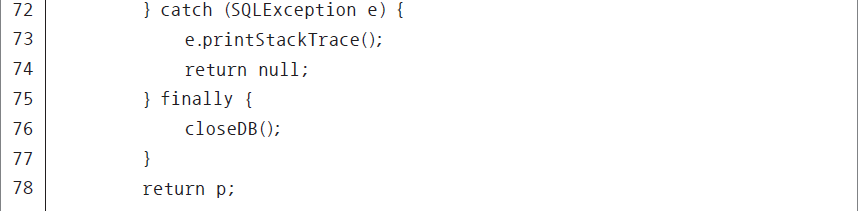 72 } catch (SQLException e) {
73 e.printStackTrace();
74 return null;
75 } finally {
76 closeDB();
77 }
78 return p;